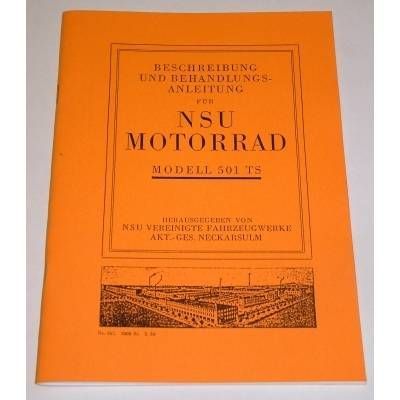 BESCHREIBUNG
UND BEHANDLUNGS-
ANLEITUNG
FÜR
NSU
MOTORRAD
MODELL 501 TS
HERAUSGEGEBEN VON
NSU VEREINIGTE FAHRZEUGWERKE
AKT.-GES. NECKARSULM